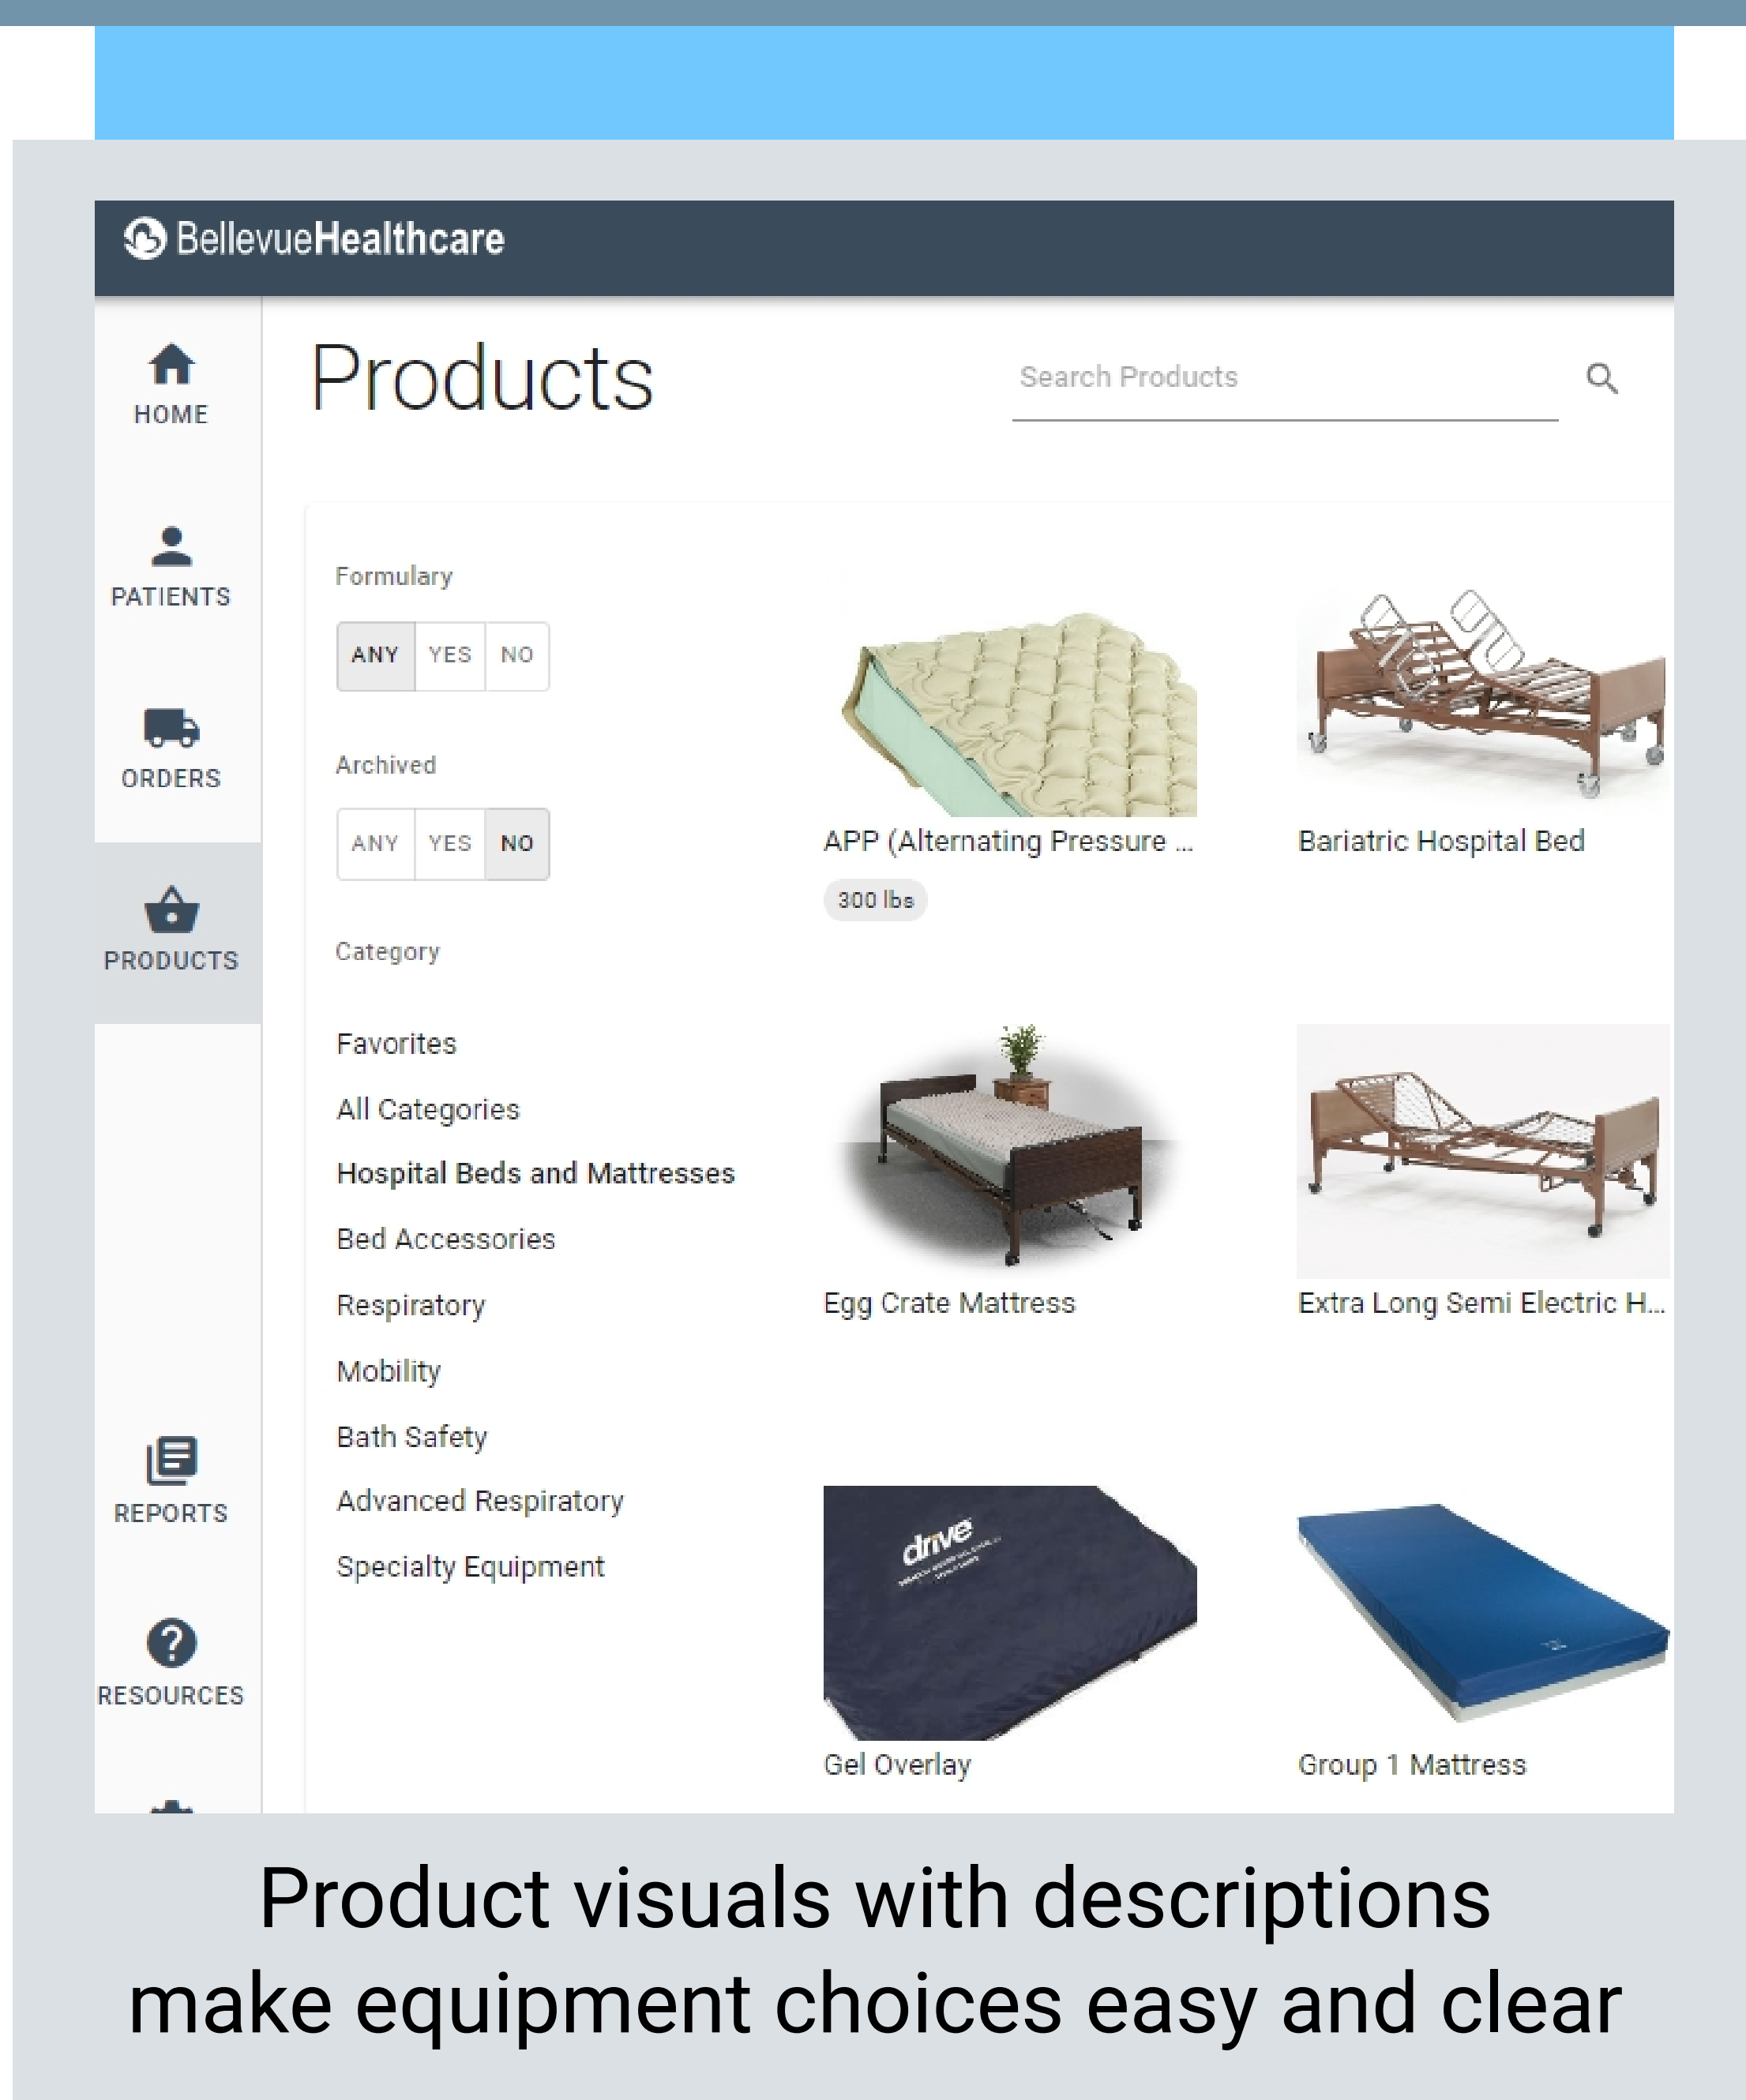 BellevueHealthcare
HOME
PATIENTS
ORDERS
PRODUCTS
REPORTS
RESOURCES
Products
Search Products
Formulary
ANY YES NO
Archived
ANY YES NO
Category
Favorites
All Categories
Hospital Beds and Mattresses
Bed Accessories
Respiratory
Mobility
Bath Safety
Advanced Respiratory
Specialty Equipment
APP (Alternating Pressure ...
300 lbs
Bariatric Hospital Bed
Egg Crate Mattress
Extra Long Semi Electric H...
drive
Gel Overlay
Group 1 Mattress
Product visuals with descriptions
make equipment choices easy and clear